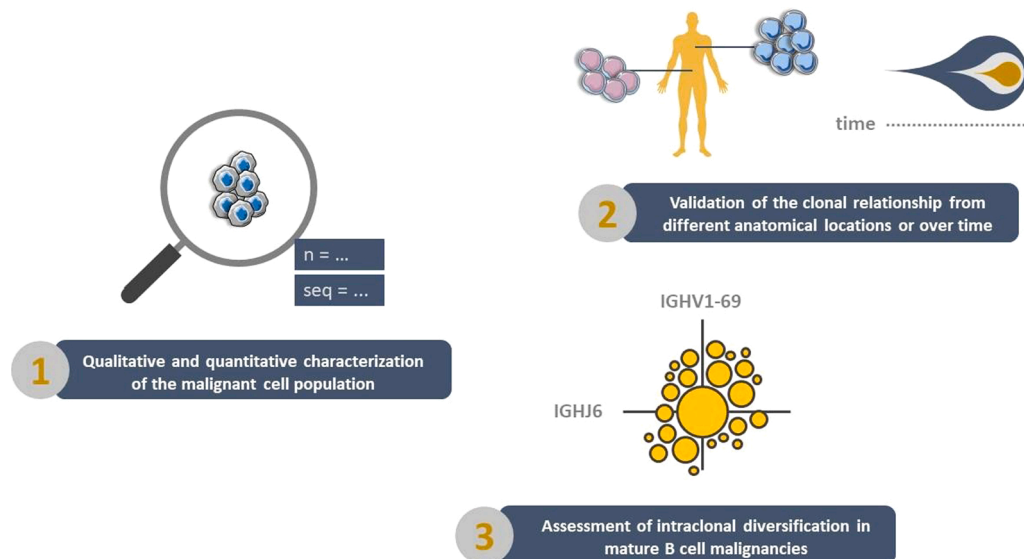 n = ...
seq = ...
1
Qualitative and quantitative characterization
of the malignant cell population
time
2
Validation of the clonal relationship from
different anatomical locations or over time
IGHV1-69
IGHJ6
3
Assessment of intraclonal diversification in
mature B cell malignancies